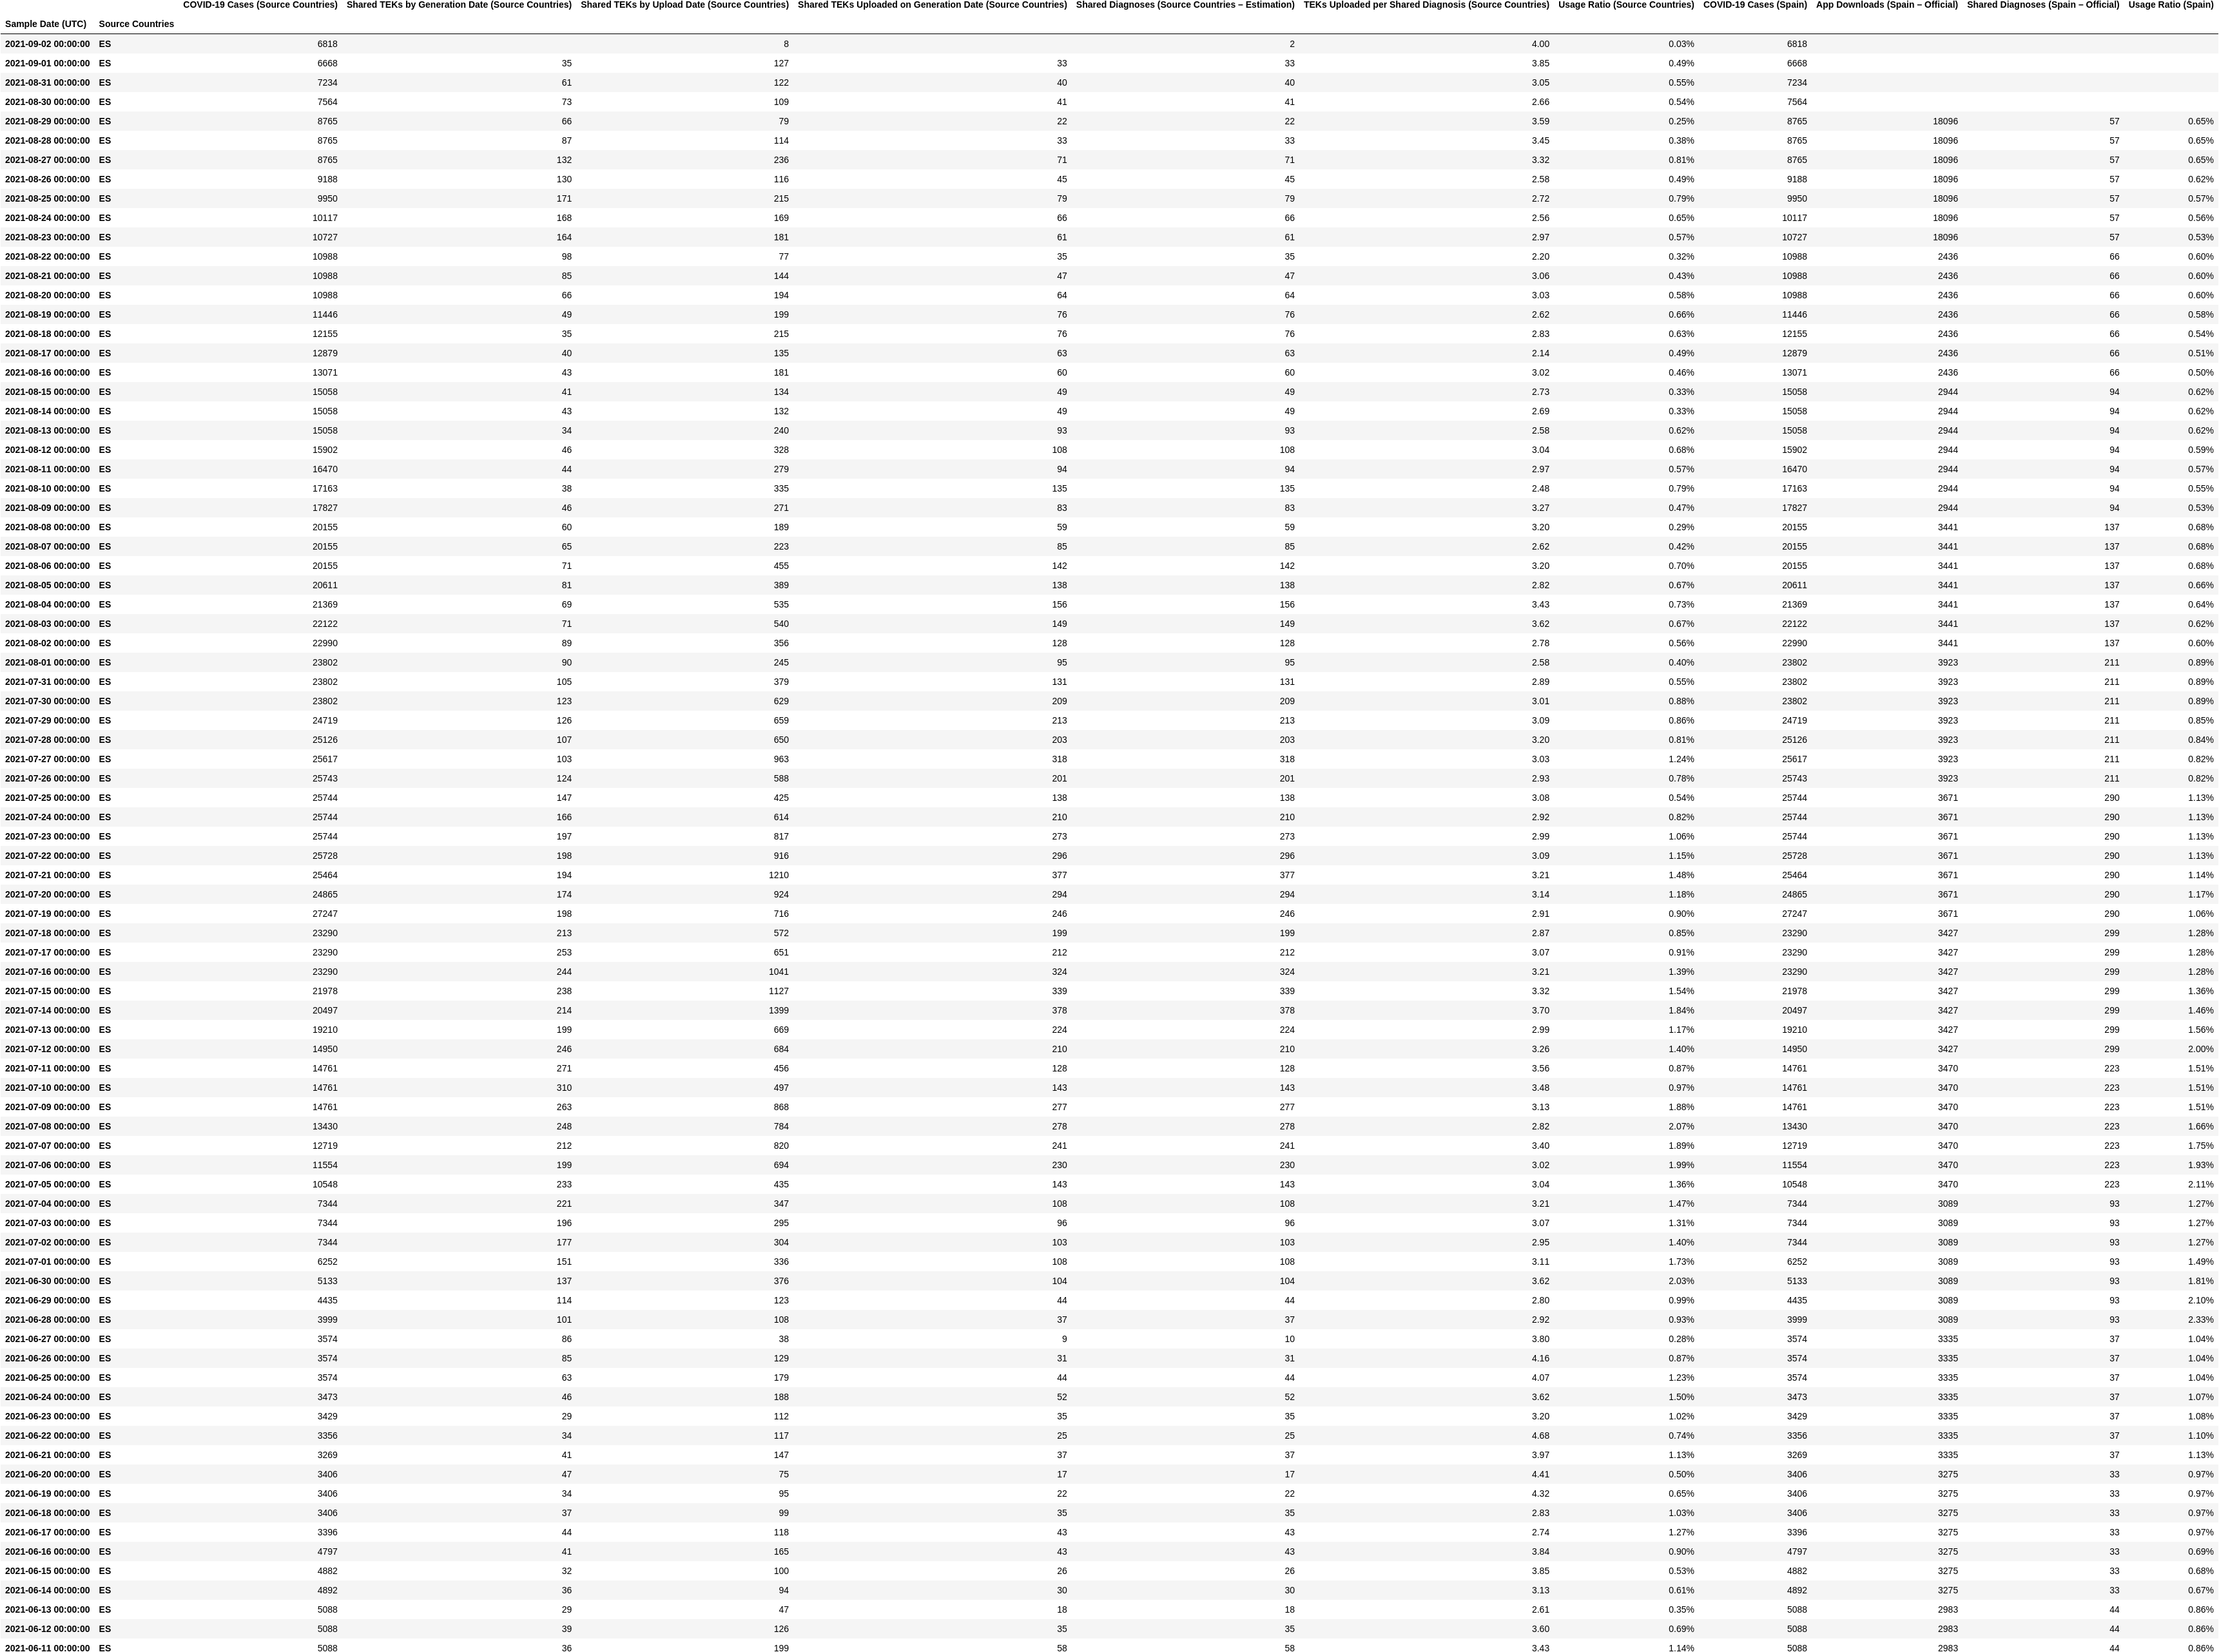 COVID-19 Cases (Source Countries) Shared TEKs by Generation Date (Source Countries) Shared TEKs by Upload Date (Source Countries) Shared TEKs Uploaded on Generation Date (Source Countries) Shared Diagnoses (Source Countries – Estimation) TEKs Uploaded per Shared Diagnosis (Source Countries) Usage Ratio (Source Countries) COVID-19 Cases (Spain) App Downloads (Spain – Official) Shared Diagnoses (Spain – Official) Usage Ratio (Spain)
Sample Date (UTC) Source Countries
2021-09-02 00:00:00 ES 6818 8 2 4.00 0.03% 6818
2021-09-01 00:00:00 ES 6668 35 127 33 33 3.85 0.49% 6668
2021-08-31 00:00:00 ES 7234 61 122 40 40 3.05 0.55% 7234
2021-08-30 00:00:00 ES 7564 73 109 41 41 2.66 0.54% 7564
2021-08-29 00:00:00 ES 8765 66 79 22 22 3.59 0.25% 8765 18096 57 0.65%
2021-08-28 00:00:00 ES 8765 87 114 33 33 3.45 0.38% 8765 18096 57 0.65%
2021-08-27 00:00:00 ES 8765 132 236 71 71 3.32 0.81% 8765 18096 57 0.65%
2021-08-26 00:00:00 ES 9188 130 116 45 45 2.58 0.49% 9188 18096 57 0.62%
2021-08-25 00:00:00 ES 9950 171 215 79 79 2.72 0.79% 9950 18096 57 0.57%
2021-08-24 00:00:00 ES 10117 168 169 66 66 2.56 0.65% 10117 18096 57 0.56%
2021-08-23 00:00:00 ES 10727 164 181 61 61 2.97 0.57% 10727 18096 57 0.53%
2021-08-22 00:00:00 ES 10988 98 77 35 35 2.20 0.32% 10988 2436 66 0.60%
2021-08-21 00:00:00 ES 10988 85 144 47 47 3.06 0.43% 10988 2436 66 0.60%
2021-08-20 00:00:00 ES 10988 66 194 64 64 3.03 0.58% 10988 2436 66 0.60%
2021-08-19 00:00:00 ES 11446 49 199 76 76 2.62 0.66% 11446 2436 66 0.58%
2021-08-18 00:00:00 ES 12155 35 215 76 76 2.83 0.63% 12155 2436 66 0.54%
2021-08-17 00:00:00 ES 12879 40 135 63 63 2.14 0.49% 12879 2436 66 0.51%
2021-08-16 00:00:00 ES 13071 43 181 60 60 3.02 0.46% 13071 2436 66 0.50%
2021-08-15 00:00:00 ES 15058 41 134 49 49 2.73 0.33% 15058 2944 94 0.62%
2021-08-14 00:00:00 ES 15058 43 132 49 49 2.69 0.33% 15058 2944 94 0.62%
2021-08-13 00:00:00 ES 15058 34 240 93 93 2.58 0.62% 15058 2944 94 0.62%
2021-08-12 00:00:00 ES 15902 46 328 108 108 3.04 0.68% 15902 2944 94 0.59%
2021-08-11 00:00:00 ES 16470 44 279 94 94 2.97 0.57% 16470 2944 94 0.57%
2021-08-10 00:00:00 ES 17163 38 335 135 135 2.48 0.79% 17163 2944 94 0.55%
2021-08-09 00:00:00 ES 17827 46 271 83 83 3.27 0.47% 17827 2944 94 0.53%
2021-08-08 00:00:00 ES 20155 60 189 59 59 3.20 0.29% 20155 3441 137 0.68%
2021-08-07 00:00:00 ES 20155 65 223 85 85 2.62 0.42% 20155 3441 137 0.68%
2021-08-06 00:00:00 ES 20155 71 455 142 142 3.20 0.70% 20155 3441 137 0.68%
2021-08-05 00:00:00 ES 20611 81 389 138 138 2.82 0.67% 20611 3441 137 0.66%
2021-08-04 00:00:00 ES 21369 69 535 156 156 3.43 0.73% 21369 3441 137 0.64%
2021-08-03 00:00:00 ES 22122 71 540 149 149 3.62 0.67% 22122 3441 137 0.62%
2021-08-02 00:00:00 ES 22990 89 356 128 128 2.78 0.56% 22990 3441 137 0.60%
2021-08-01 00:00:00 ES 23802 90 245 95 95 2.58 0.40% 23802 3923 211 0.89%
2021-07-31 00:00:00 ES 23802 105 379 131 131 2.89 0.55% 23802 3923 211 0.89%
2021-07-30 00:00:00 ES 23802 123 629 209 209 3.01 0.88% 23802 3923 211 0.89%
2021-07-29 00:00:00 ES 24719 126 659 213 213 3.09 0.86% 24719 3923 211 0.85%
2021-07-28 00:00:00 ES 25126 107 650 203 203 3.20 0.81% 25126 3923 211 0.84%
2021-07-27 00:00:00 ES 25617 103 963 318 318 3.03 1.24% 25617 3923 211 0.82%
2021-07-26 00:00:00 ES 25743 124 588 201 201 2.93 0.78% 25743 3923 211 0.82%
2021-07-25 00:00:00 ES 25744 147 425 138 138 3.08 0.54% 25744 3671 290 1.13%
2021-07-24 00:00:00 ES 25744 166 614 210 210 2.92 0.82% 25744 3671 290 1.13%
2021-07-23 00:00:00 ES 25744 197 817 273 273 2.99 1.06% 25744 3671 290 1.13%
2021-07-22 00:00:00 ES 25728 198 916 296 296 3.09 1.15% 25728 3671 290 1.13%
2021-07-21 00:00:00 ES 25464 194 1210 377 377 3.21 1.48% 25464 3671 290 1.14%
2021-07-20 00:00:00 ES 24865 174 924 294 294 3.14 1.18% 24865 3671 290 1.17%
2021-07-19 00:00:00 ES 27247 198 716 246 246 2.91 0.90% 27247 3671 290 1.06%
2021-07-18 00:00:00 ES 23290 213 572 199 199 2.87 0.85% 23290 3427 299 1.28%
2021-07-17 00:00:00 ES 23290 253 651 212 212 3.07 0.91% 23290 3427 299 1.28%
2021-07-16 00:00:00 ES 23290 244 1041 324 324 3.21 1.39% 23290 3427 299 1.28%
2021-07-15 00:00:00 ES 21978 238 1127 339 339 3.32 1.54% 21978 3427 299 1.36%
2021-07-14 00:00:00 ES 20497 214 1399 378 378 3.70 1.84% 20497 3427 299 1.46%
2021-07-13 00:00:00 ES 19210 199 669 224 224 2.99 1.17% 19210 3427 299 1.56%
2021-07-12 00:00:00 ES 14950 246 684 210 210 3.26 1.40% 14950 3427 299 2.00%
2021-07-11 00:00:00 ES 14761 271 456 128 128 3.56 0.87% 14761 3470 223 1.51%
2021-07-10 00:00:00 ES 14761 310 497 143 143 3.48 0.97% 14761 3470 223 1.51%
2021-07-09 00:00:00 ES 14761 263 868 277 277 3.13 1.88% 14761 3470 223 1.51%
2021-07-08 00:00:00 ES 13430 248 784 278 278 2.82 2.07% 13430 3470 223 1.66%
2021-07-07 00:00:00 ES 12719 212 820 241 241 3.40 1.89% 12719 3470 223 1.75%
2021-07-06 00:00:00 ES 11554 199 694 230 230 3.02 1.99% 11554 3470 223 1.93%
2021-07-05 00:00:00 ES 10548 233 435 143 143 3.04 1.36% 10548 3470 223 2.11%
2021-07-04 00:00:00 ES 7344 221 347 108 108 3.21 1.47% 7344 3089 93 1.27%
2021-07-03 00:00:00 ES 7344 196 295 96 96 3.07 1.31% 7344 3089 93 1.27%
2021-07-02 00:00:00 ES 7344 177 304 103 103 2.95 1.40% 7344 3089 93 1.27%
2021-07-01 00:00:00 ES 6252 151 336 108 108 3.11 1.73% 6252 3089 93 1.49%
2021-06-30 00:00:00 ES 5133 137 376 104 104 3.62 2.03% 5133 3089 93 1.81%
2021-06-29 00:00:00 ES 4435 114 123 44 44 2.80 0.99% 4435 3089 93 2.10%
2021-06-28 00:00:00 ES 3999 101 108 37 37 2.92 0.93% 3999 3089 93 2.33%
2021-06-27 00:00:00 ES 3574 86 38 9 10 3.80 0.28% 3574 3335 37 1.04%
2021-06-26 00:00:00 ES 3574 85 129 31 31 4.16 0.87% 3574 3335 37 1.04%
2021-06-25 00:00:00 ES 3574 63 179 44 44 4.07 1.23% 3574 3335 37 1.04%
2021-06-24 00:00:00 ES 3473 46 188 52 52 3.62 1.50% 3473 3335 37 1.07%
2021-06-23 00:00:00 ES 3429 29 112 35 35 3.20 1.02% 3429 3335 37 1.08%
2021-06-22 00:00:00 ES 3356 34 117 25 25 4.68 0.74% 3356 3335 37 1.10%
2021-06-21 00:00:00 ES 3269 41 147 37 37 3.97 1.13% 3269 3335 37 1.13%
2021-06-20 00:00:00 ES 3406 47 75 17 17 4.41 0.50% 3406 3275 33 0.97%
2021-06-19 00:00:00 ES 3406 34 95 22 22 4.32 0.65% 3406 3275 33 0.97%
2021-06-18 00:00:00 ES 3406 37 99 35 35 2.83 1.03% 3406 3275 33 0.97%
2021-06-17 00:00:00 ES 3396 44 118 43 43 2.74 1.27% 3396 3275 33 0.97%
2021-06-16 00:00:00 ES 4797 41 165 43 43 3.84 0.90% 4797 3275 33 0.69%
2021-06-15 00:00:00 ES 4882 32 100 26 26 3.85 0.53% 4882 3275 33 0.68%
2021-06-14 00:00:00 ES 4892 36 94 30 30 3.13 0.61% 4892 3275 33 0.67%
2021-06-13 00:00:00 ES 5088 29 47 18 18 2.61 0.35% 5088 2983 44 0.86%
2021-06-12 00:00:00 ES 5088 39 126 35 35 3.60 0.69% 5088 2983 44 0.86%
2021-06-11 00:00:00 ES 5088 36 199 58 58 3.43 1.14% 5088 2983 44 0.86%